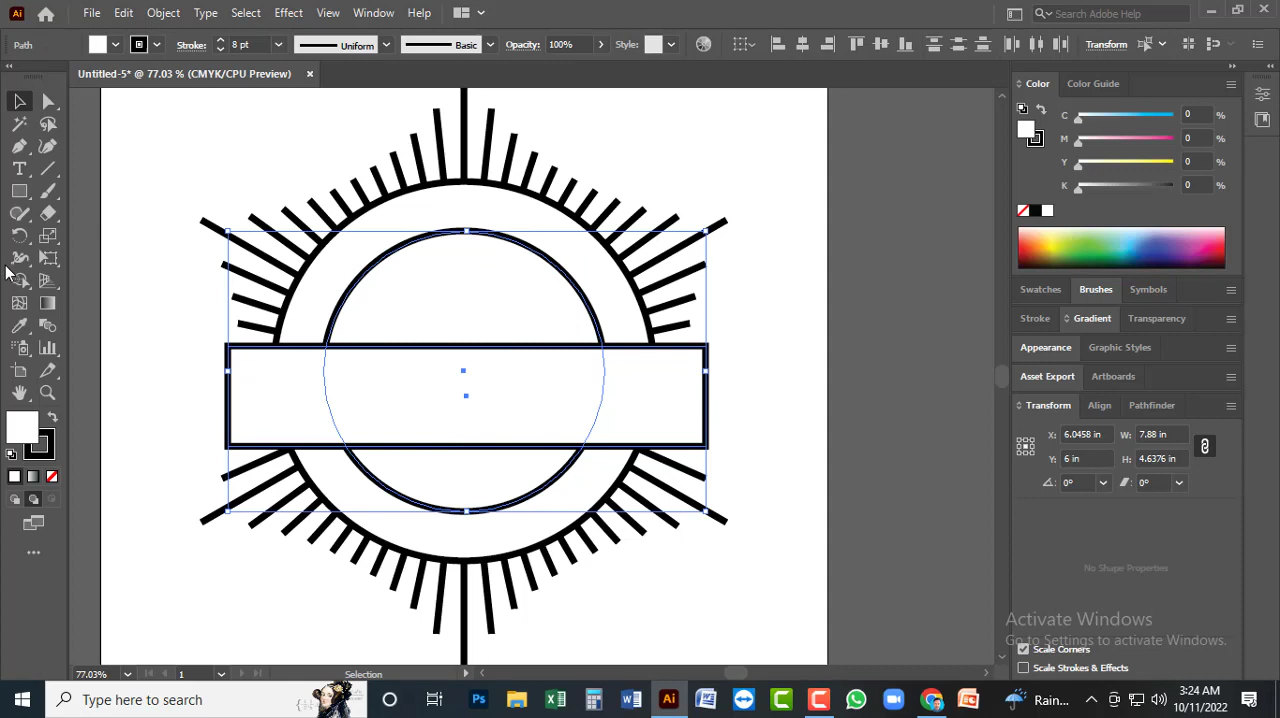 Ai File Edit Object Type Select Effect View Window Help Search Adobe Help
Path Stroke: 8 pt Uniform Basic Opacity: 100% Style: Transform
Untitled-5* @ 77.03 % (CMYK/CPU Preview)
Color Color Guide
C 0 %
M 0 %
Y 0 %
K 0 %
Swatches Brushes Symbols
Stroke Gradient Transparency
Appearance Graphic Styles
Asset Export Artboards
Transform Align Pathfinder
X: 6.0458 in W: 7.88 in
Y: 6 in H: 4.6376 in
0° 0°
No Shape Properties
Activate Windows
Go to Settings to activate Windows.
Scale Corners
Scale Strokes & Effects
77.03% 1 Selection
Type here to search Ps Ai Rain... 3:24 AM
10/11/2022